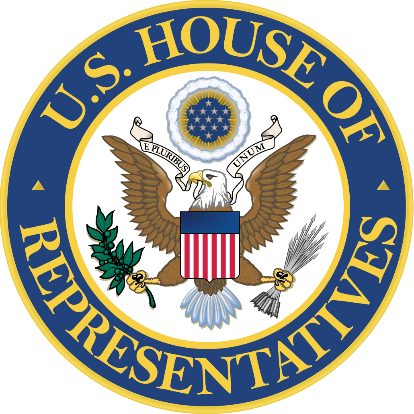 U.S. HOUSE OF
E PLURIBUS
UNUM
REPRESENTATIVES